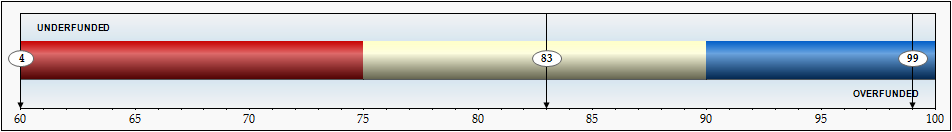 UNDERFUNDED
4 83 99
OVERFUNDED
60 65 70 75 80 85 90 95 100